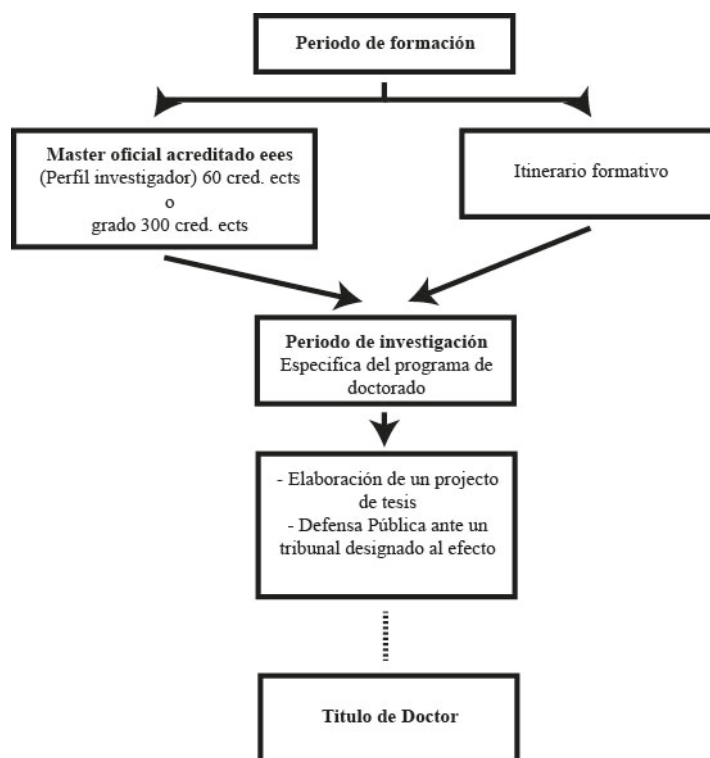 Periodo de formación
Master oficial acreditado eees
(Perfil investigador) 60 cred. ects
o
grado 300 cred. ects
Itinerario formativo
Periodo de investigación
Especifica del programa de
doctorado
- Elaboración de un projecto
de tesis
- Defensa Pública ante un
tribunal designado al efecto
Titulo de Doctor